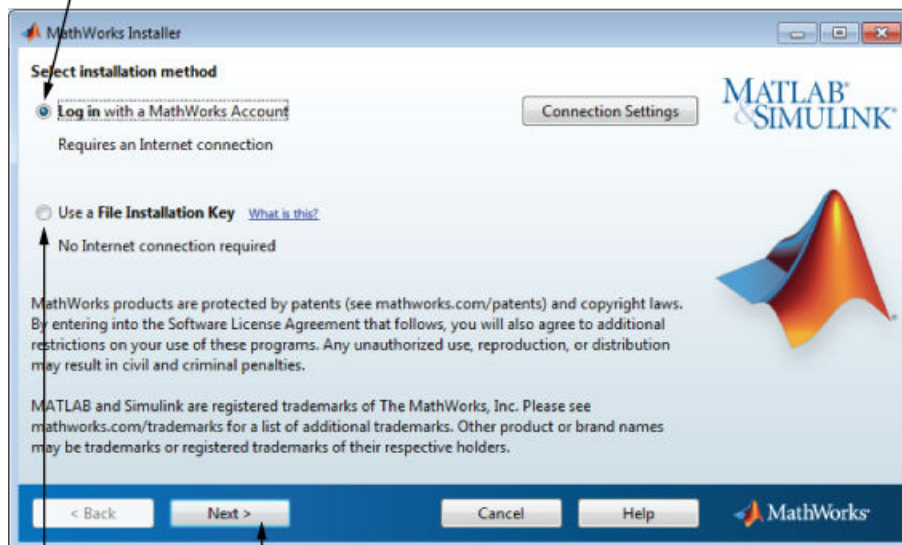 MathWorks Installer
Select installation method
Log in with a MathWorks Account
Connection Settings
MATLAB®
&SIMULINK®
Requires an Internet connection
Use a File Installation Key What is this?
No Internet connection required
MathWorks products are protected by patents (see mathworks.com/patents) and copyright laws.
By entering into the Software License Agreement that follows, you will also agree to additional
restrictions on your use of these programs. Any unauthorized use, reproduction, or distribution
may result in civil and criminal penalties.
MATLAB and Simulink are registered trademarks of The MathWorks, Inc. Please see
mathworks.com/trademarks for a list of additional trademarks. Other product or brand names
may be trademarks or registered trademarks of their respective holders.
< Back Next > Cancel Help MathWorks®